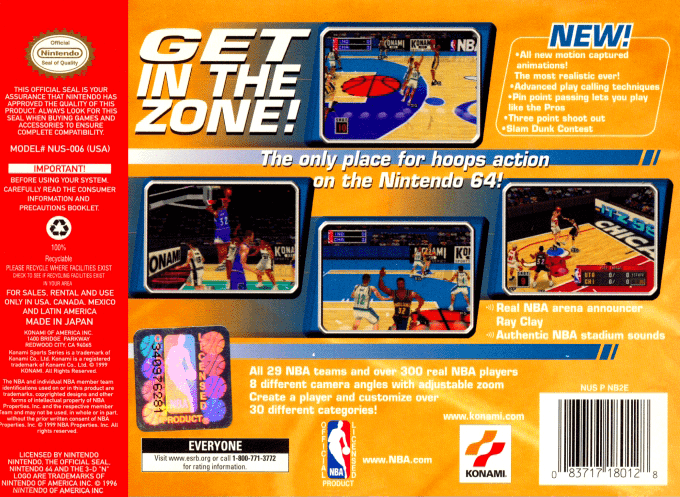 Official
Nintendo
Seal of Quality
THIS OFFICIAL SEAL IS YOUR
ASSURANCE THAT NINTENDO HAS
APPROVED THE QUALITY OF THIS
PRODUCT. ALWAYS LOOK FOR THIS
SEAL WHEN BUYING GAMES AND
ACCESSORIES TO ENSURE
COMPLETE COMPATIBILITY.
MODEL# NUS-006 (USA)
IMPORTANT!
BEFORE USING YOUR SYSTEM,
CAREFULLY READ THE CONSUMER
INFORMATION AND
PRECAUTIONS BOOKLET.
100%
Recyclable
PLEASE RECYCLE WHERE FACILITIES EXIST
CHECK TO SEE IF RECYCLING FACILITIES EXIST
IN YOUR AREA
FOR SALES, RENTAL AND USE
ONLY IN USA, CANADA, MEXICO
AND LATIN AMERICA
MADE IN JAPAN
KONAMI OF AMERICA INC.
1400 BRIDGE PARKWAY
REDWOOD CITY, CA 94065
Konami Sports Series is a trademark of
Konami Co., Ltd. Konami is a registered
trademark of Konami Co., Ltd. © 1999
KONAMI. All Rights Reserved.
The NBA and individual NBA member team
identifications used on or in this product are
trademarks, copyrighted designs and other
forms of intellectual property of NBA
Properties, Inc. and the respective member
Team and may not be used, in whole or in part,
without the prior written consent of NBA
Properties, Inc. © 1999 NBA Properties, Inc. All
rights reserved.
LICENSED BY NINTENDO
NINTENDO, THE OFFICIAL SEAL,
NINTENDO 64 AND THE 3-D "N"
LOGO ARE TRADEMARKS OF
NINTENDO OF AMERICA INC. © 1996
NINTENDO OF AMERICA INC
GET
IN THE
ZONE!
KONAMI
NB
NEW!
•All new motion captured
animations!
The most realistic ever!
•Advanced play calling techniques
•Pin point passing lets you play
like the Pros
•Three point shoot out
•Slam Dunk Contest
The only place for hoops action
on the Nintendo 64!
ONAMI
KONA
CHIC
UTA
CHI
Real NBA arena announcer
Ray Clay
Authentic NBA stadium sounds
LICENSED
PRODUCT
All 29 NBA teams and over 300 real NBA players
8 different camera angles with adjustable zoom
Create a player and customize over
30 different categories!
www.konami.com
NUS P NB2E
EVERYONE
Visit www.esrb.org or call 1-800-771-3772
for rating information.
OFFICIAL
LICENSED
NBA
PRODUCT
www.NBA.com
KONAMI
0 83717 18012 8